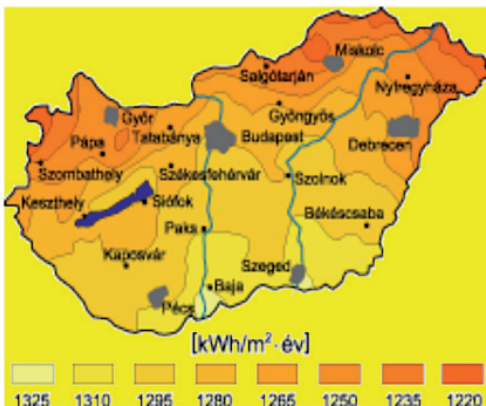 Miskolc
Salgótarján
Nyíregyháza
Győr
Gyöngyös
Tatabánya
Budapest
Pápa
Debrecen
Szombathely
Székesfehérvár
Szolnok
Keszthely
Siófok
Békéscsaba
Paks
Kaposvár
Szeged
Baja
Pécs
[kWh/m²·év]
1325 1310 1295 1280 1265 1250 1235 1220